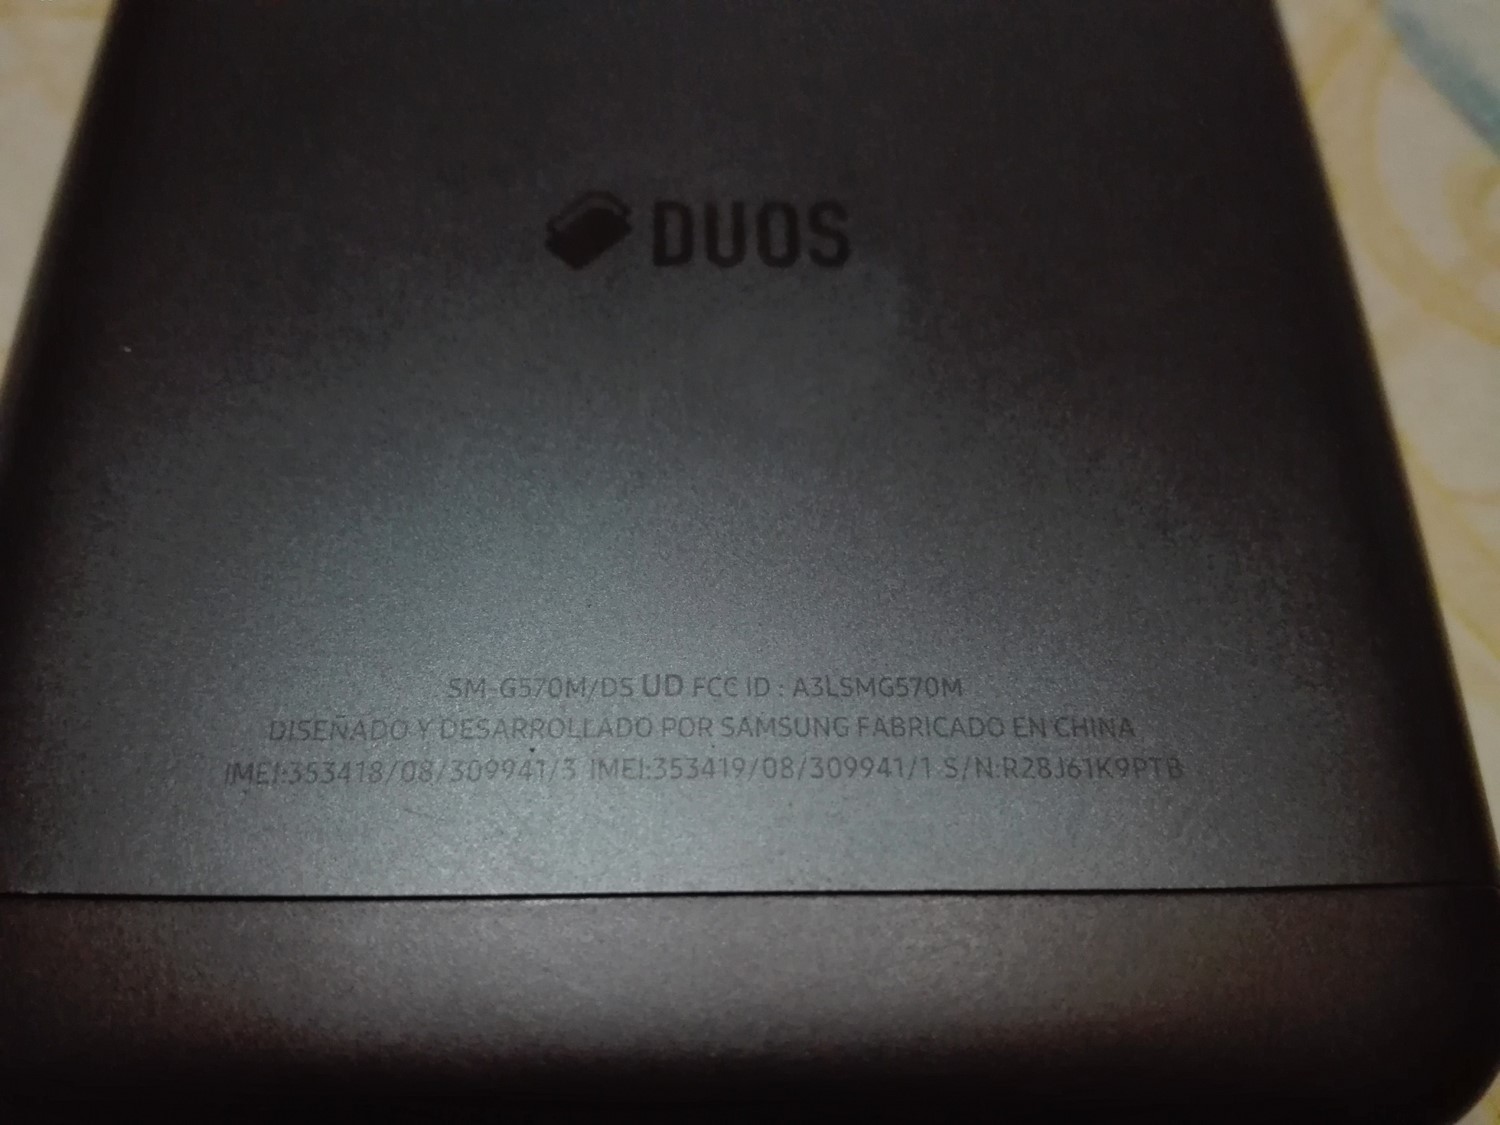 DUOS
SM-G570M/DS UD FCC ID : A3LSMG570M
DISEÑADO Y DESARROLLADO POR SAMSUNG FABRICADO EN CHINA
IMEI:353418/08/309941/3 IMEI:353419/08/309941/1 S/N:R28J61K9PTB